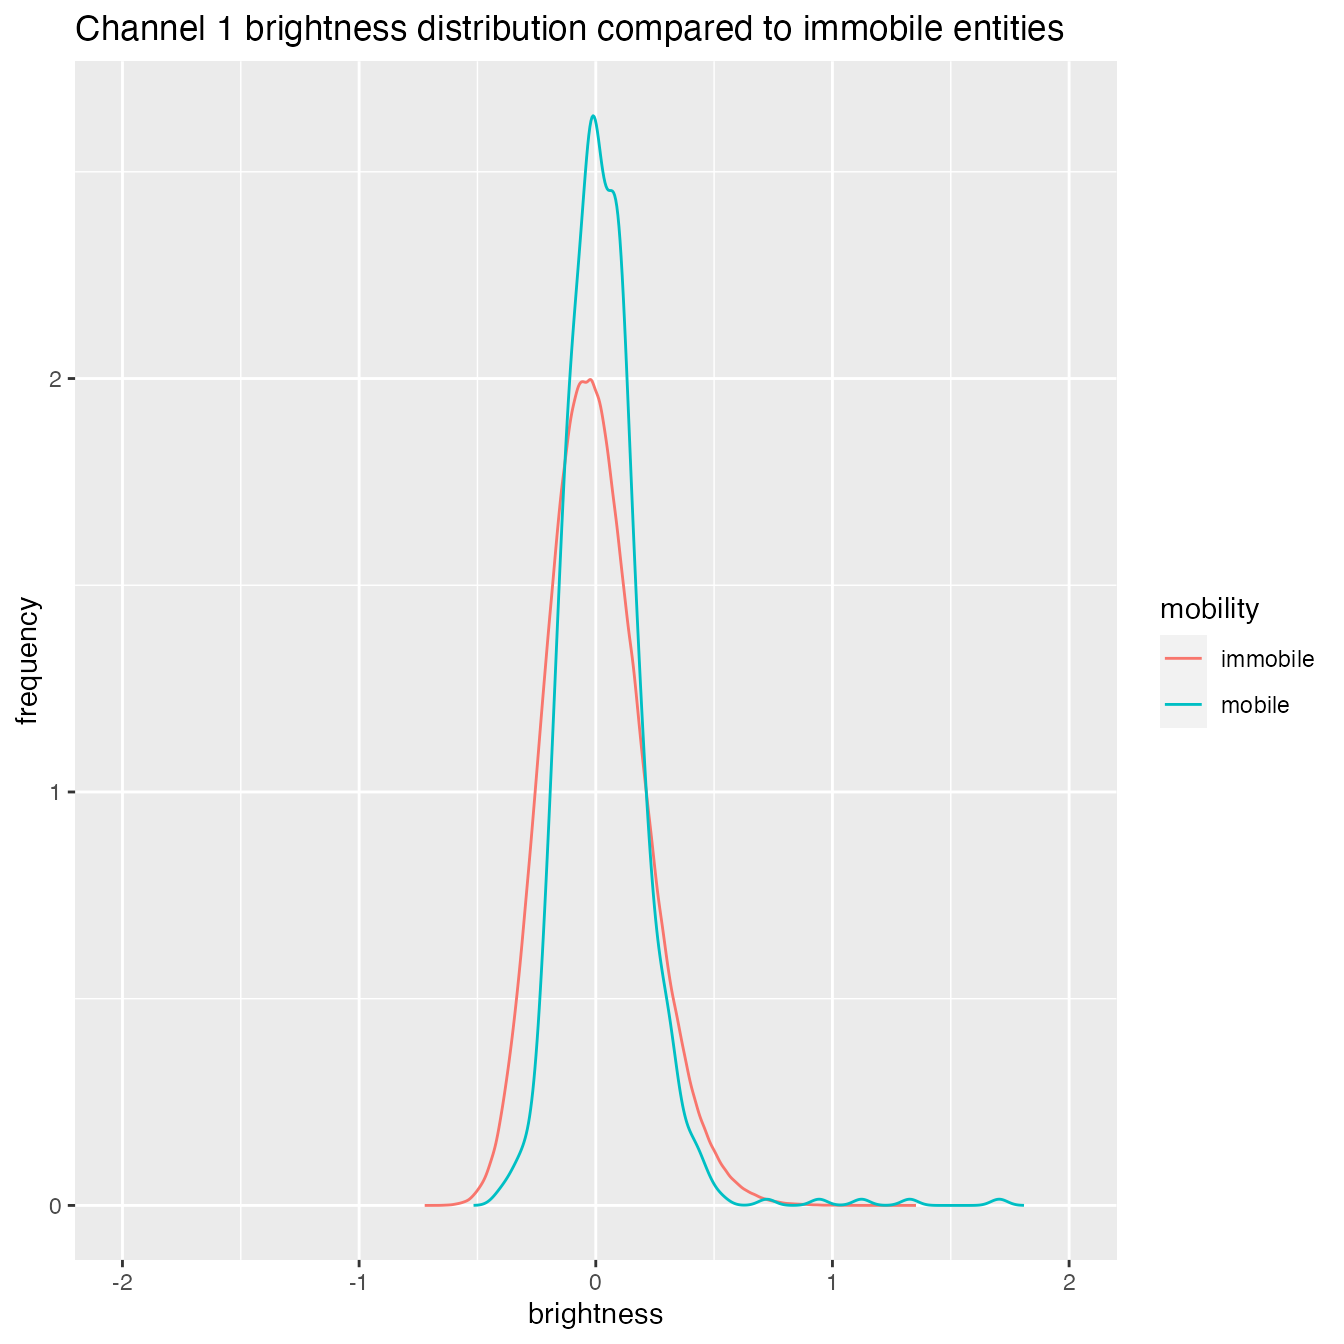 Channel 1 brightness distribution compared to immobile entities
frequency
2
1
0
-2
-1
0
1
2
brightness
mobility
immobile
mobile